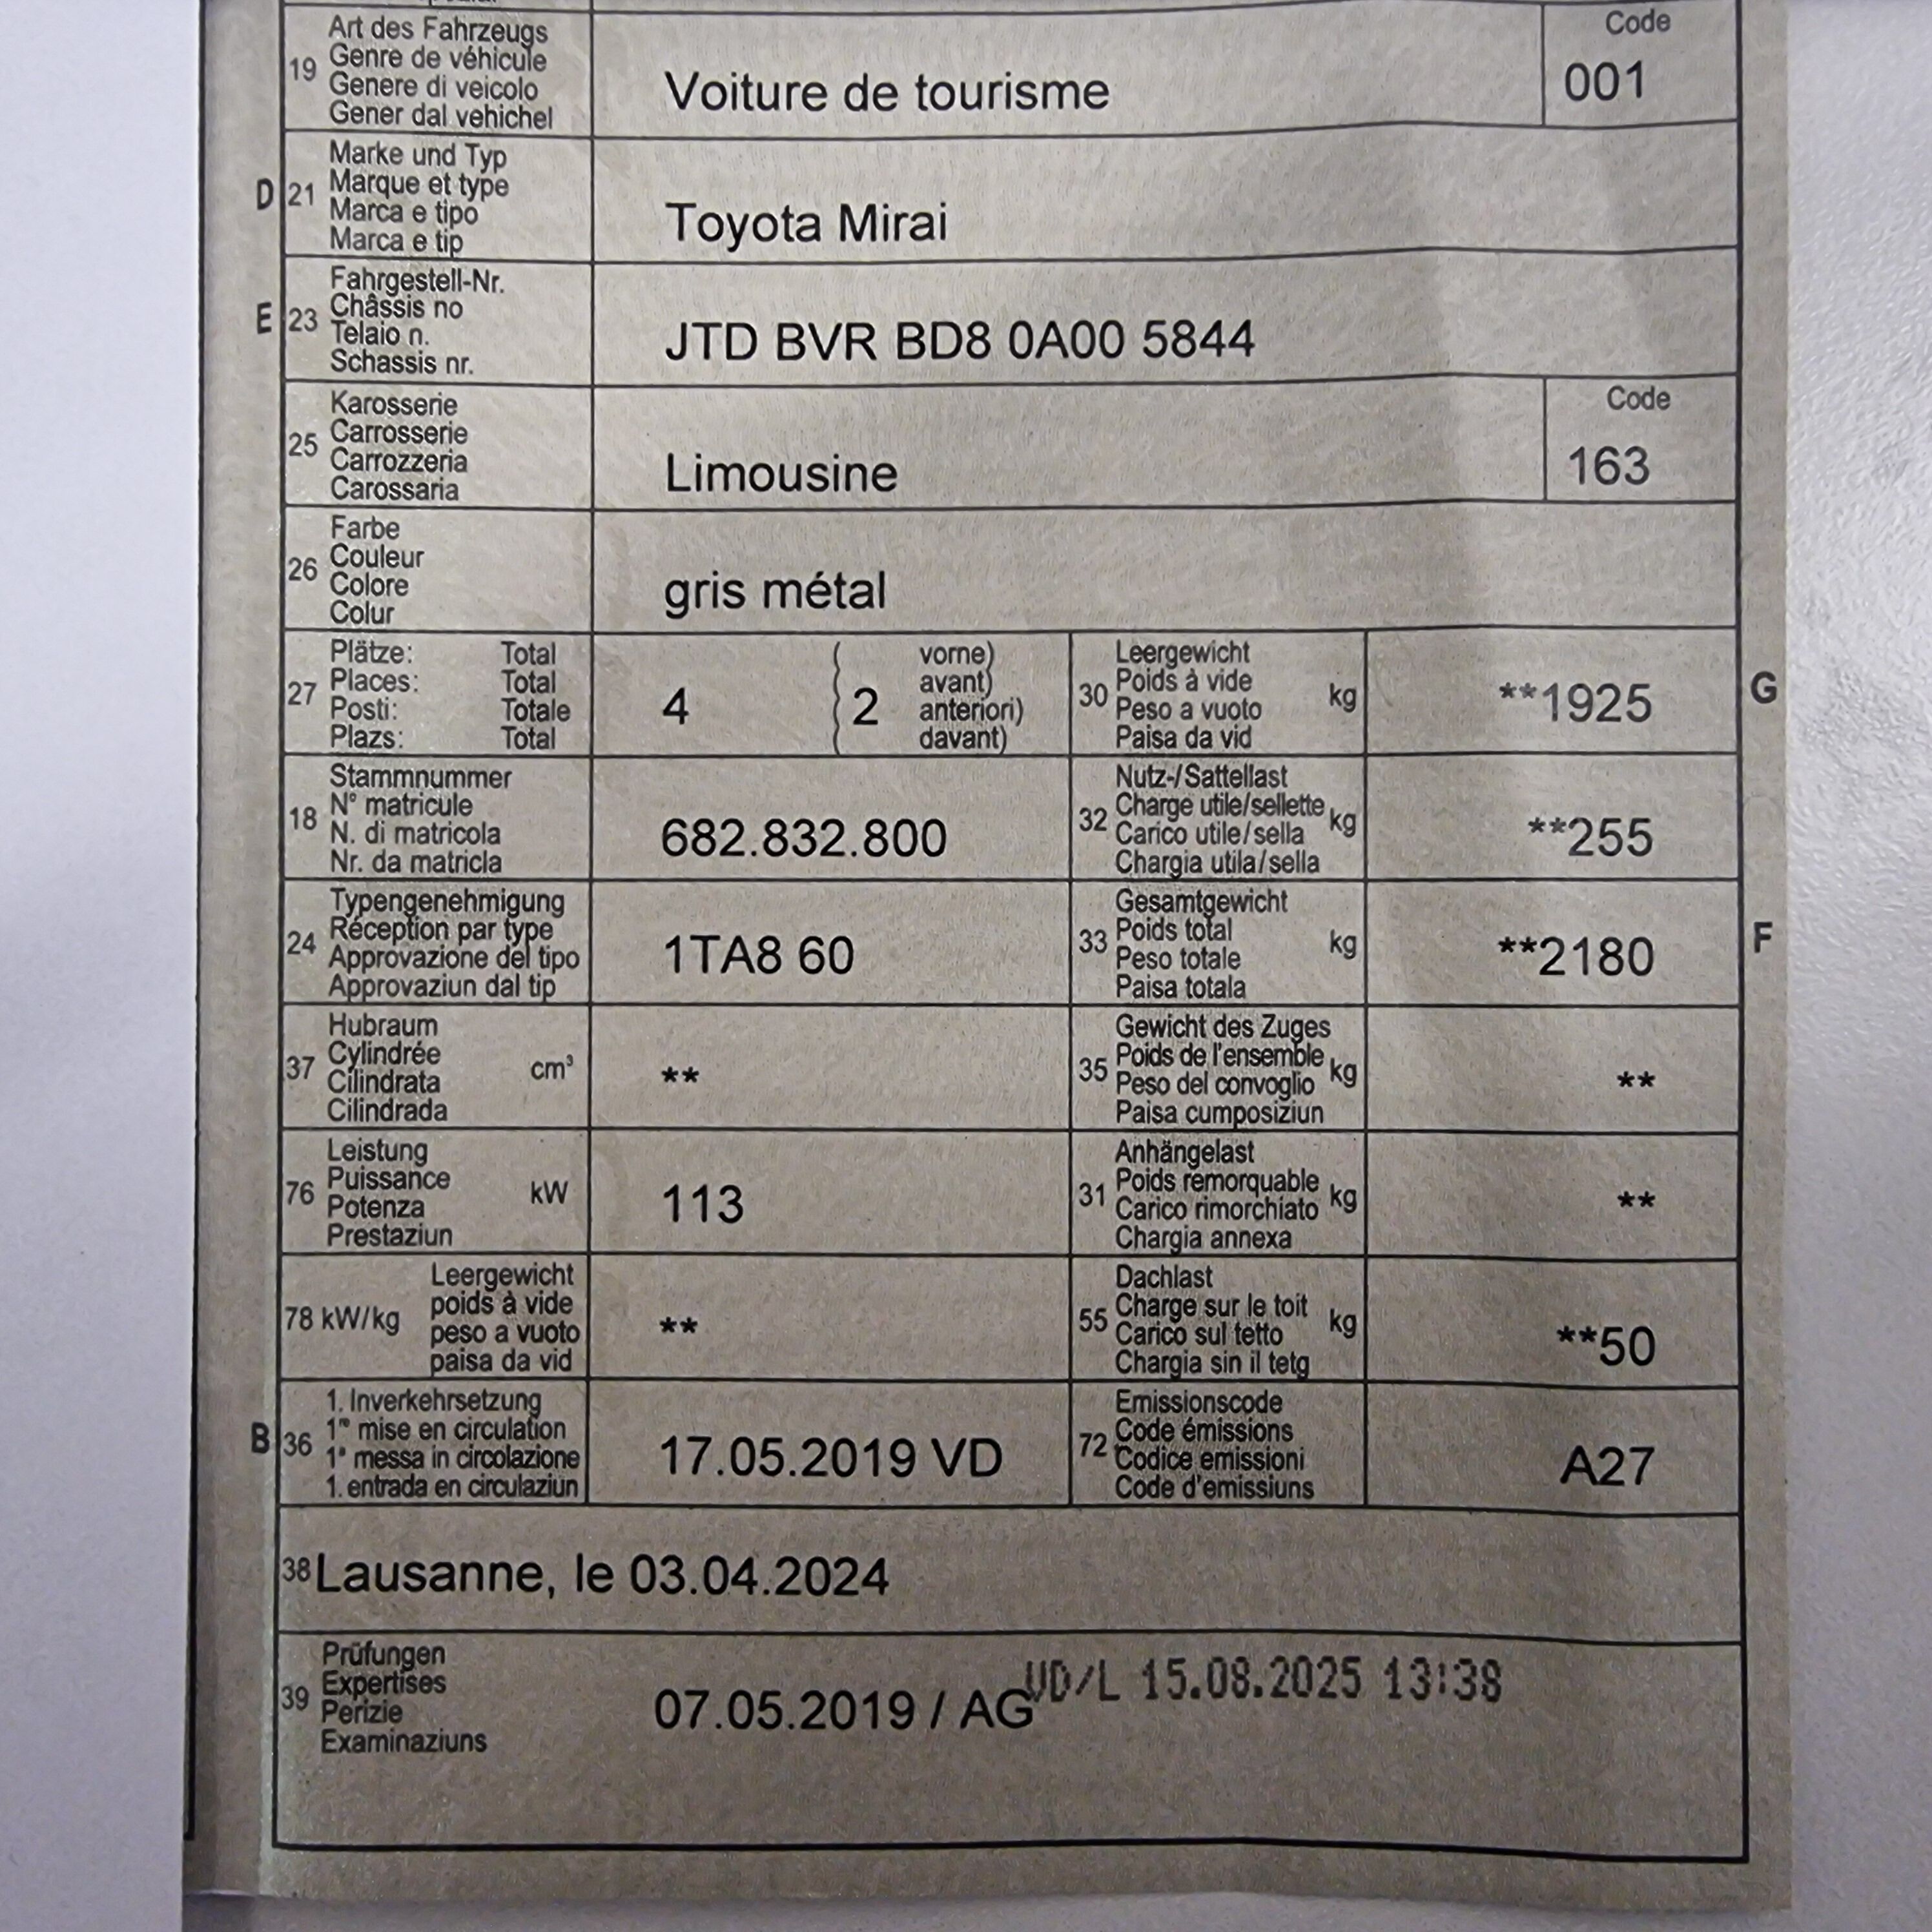 Art des Fahrzeugs
Genre de véhicule
Genere di veicolo
Gener dal vehichel
19
Voiture de tourisme
Code
001
D 21
Marke und Typ
Marque et type
Marca e tipo
Marca e tip
Toyota Mirai
E 23
Fahrgestell-Nr.
Châssis no
Telaio n.
Schassis nr.
JTD BVR BD8 0A00 5844
25
Karosserie
Carrosserie
Carrozzeria
Carossaria
Limousine
Code
163
26
Farbe
Couleur
Colore
Colur
gris métal
27
Plätze: Total
Places: Total
Posti: Totale
Plazs: Total
4
( 2
vorne)
avant)
anteriori)
davant)
30
Leergewicht
Poids à vide
Peso a vuoto
Paisa da vid
kg
**1925
G
18
Stammnummer
N° matricule
N. di matricola
Nr. da matricla
682.832.800
32
Nutz-/Sattellast
Charge utile/sellette
Carico utile/sella
Chargia utila/sella
kg
**255
24
Typengenehmigung
Réception par type
Approvazione del tipo
Approvaziun dal tip
1TA8 60
33
Gesamtgewicht
Poids total
Peso totale
Paisa totala
kg
**2180
F
37
Hubraum
Cylindrée
Cilindrata
Cilindrada
cm³
**
35
Gewicht des Zuges
Poids de l'ensemble
Peso del convoglio
Paisa cumposiziun
kg
**
76
Leistung
Puissance
Potenza
Prestaziun
kW
113
31
Anhängelast
Poids remorquable
Carico rimorchiato
Chargia annexa
kg
**
78 kW/kg
Leergewicht
poids à vide
peso a vuoto
paisa da vid
**
55
Dachlast
Charge sur le toit
Carico sul tetto
Chargia sin il tetg
kg
**50
B 36
1. Inverkehrsetzung
1re mise en circulation
1a messa in circolazione
1. entrada en circulaziun
17.05.2019 VD
72
Emissionscode
Code émissions
Codice emissioni
Code d'emissiuns
A27
38 Lausanne, le 03.04.2024
39
Prüfungen
Expertises
Perizie
Examinaziuns
07.05.2019 / AG
VD/L 15.08.2025 13:38